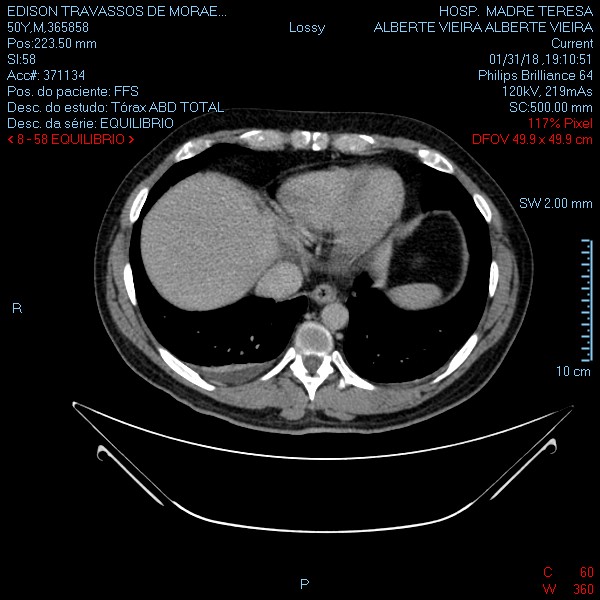 EDISON TRAVASSOS DE MORAE...
50Y,M,365858
Pos:223.50 mm
SI:58
Acc#: 371134
Pos. do paciente: FFS
Desc. do estudo: Tórax ABD TOTAL
Desc. da série: EQUILIBRIO
< 8 - 58 EQUILIBRIO >
Lossy
HOSP. MADRE TERESA
ALBERTE VIEIRA ALBERTE VIEIRA
Current
01/31/18 ,19:10:51
Philips Brilliance 64
120kV, 219mAs
SC:500.00 mm
117% Pixel
DFOV 49.9 x 49.9 cm
SW 2.00 mm
R
10 cm
P
C 60
W 360